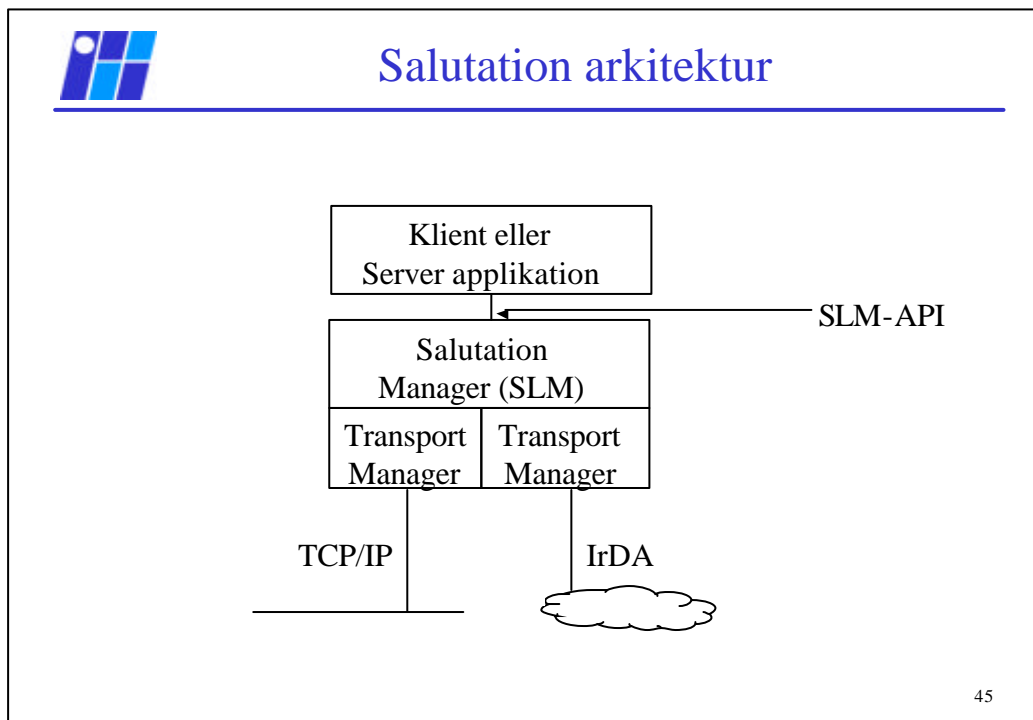 Salutation arkitektur
Klient eller
Server applikation
SLM-API
Salutation
Manager (SLM)
Transport
Manager
Transport
Manager
TCP/IP
IrDA
45